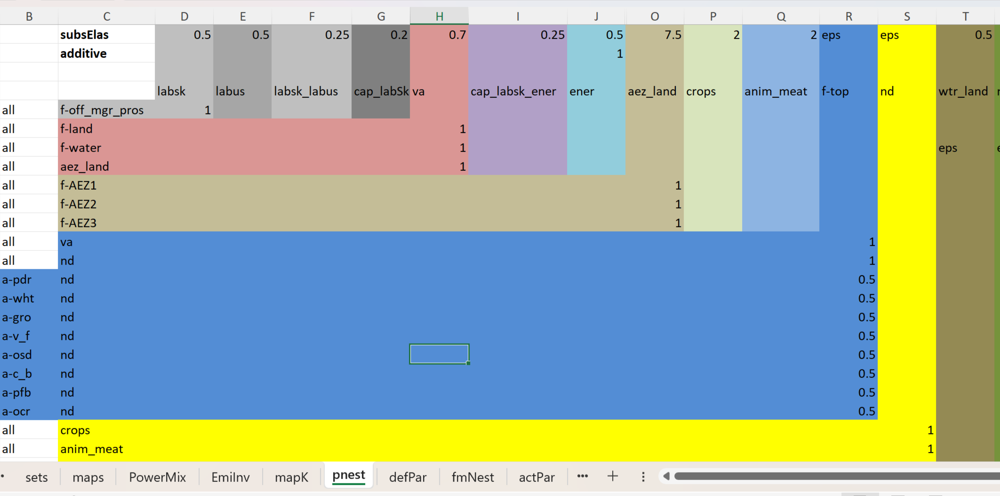 B C D E F G H I J O P Q R S T
subsElas 0.5 0.5 0.25 0.2 0.7 0.25 0.5 7.5 2 2 eps eps 0.5
additive 1
labsk labus labsk_labus cap_labSk va cap_labsk_ener ener aez_land crops anim_meat f-top nd wtr_land
all f-off_mgr_pros 1
all f-land 1
all f-water 1 eps
all aez_land 1
all f-AEZ1 1
all f-AEZ2 1
all f-AEZ3 1
all va 1
all nd 1
a-pdr nd 0.5
a-wht nd 0.5
a-gro nd 0.5
a-v_f nd 0.5
a-osd nd 0.5
a-c_b nd 0.5
a-pfb nd 0.5
a-ocr nd 0.5
all crops 1
all anim_meat 1
sets maps PowerMix EmiInv mapK pnest defPar fmNest actPar ••• +